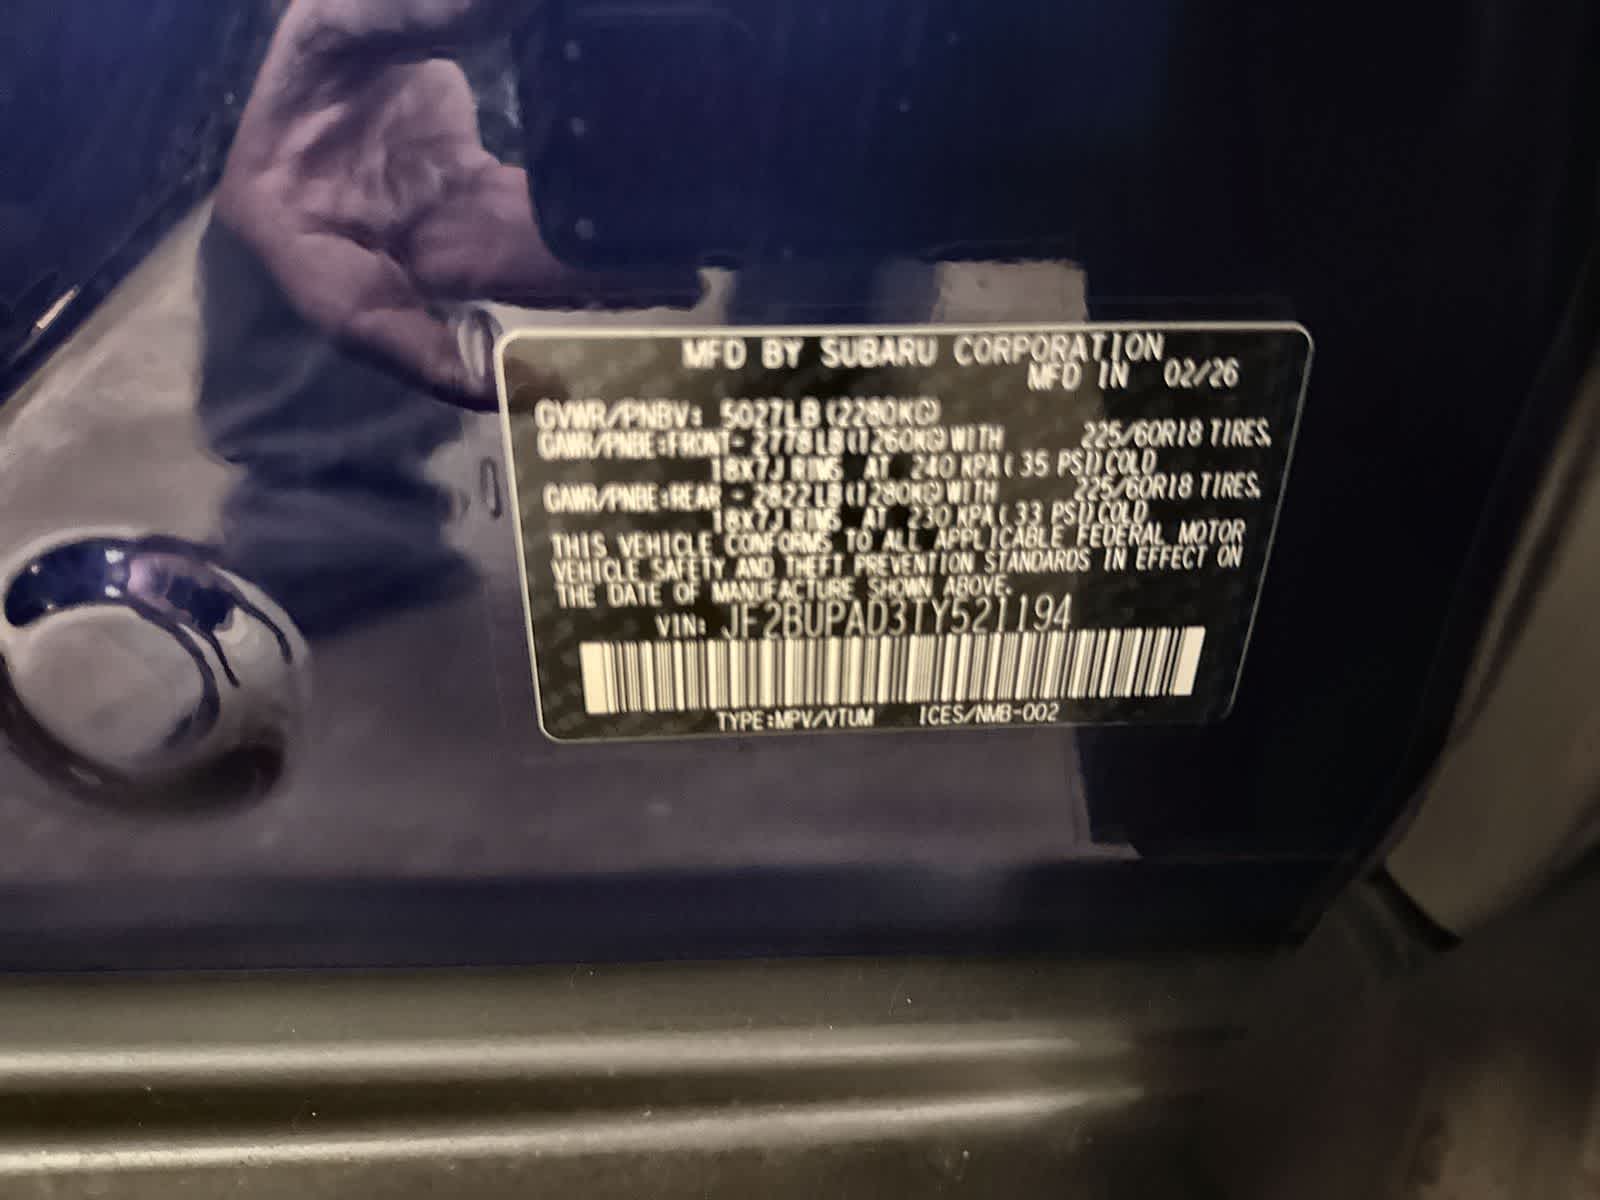 MFD BY SUBARU CORPORATION
MFD IN 02/26
GVWR/PNBV: 5027LB(2280KG)
GAWR/PNBE:FRONT- 2778LB(1260KG)WITH 225/60R18 TIRES,
18X7J RIMS AT 240 KPA( 35 PSI)COLD
GAWR/PNBE:REAR - 2822LB(1280KG)WITH 225/60R18 TIRES,
18X7J RIMS AT 230 KPA( 33 PSI)COLD
THIS VEHICLE CONFORMS TO ALL APPLICABLE FEDERAL MOTOR
VEHICLE SAFETY AND THEFT PREVENTION STANDARDS IN EFFECT ON
THE DATE OF MANUFACTURE SHOWN ABOVE.
VIN: JF2BUPAD3TY521194
TYPE:MPV/VTUM ICES/NMB-002